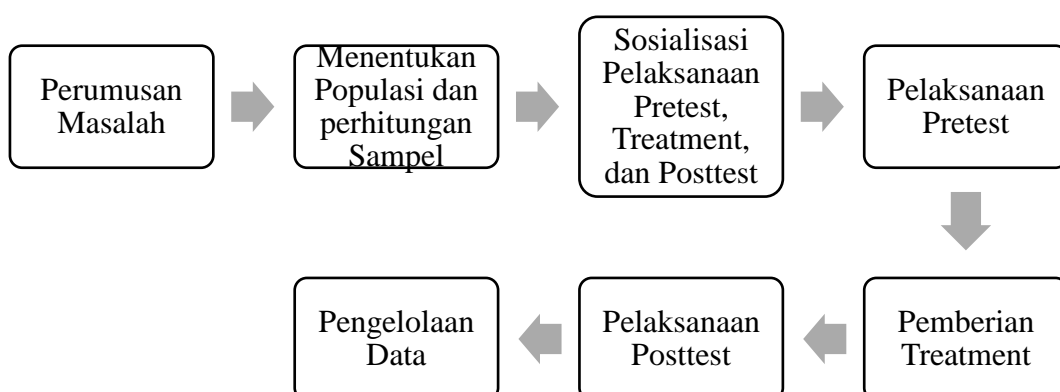 Perumusan
Masalah
Menentukan
Populasi dan
perhitungan
Sampel
Sosialisasi
Pelaksanaan
Pretest,
Treatment,
dan Posttest
Pelaksanaan
Pretest
Pemberian
Treatment
Pelaksanaan
Posttest
Pengelolaan
Data